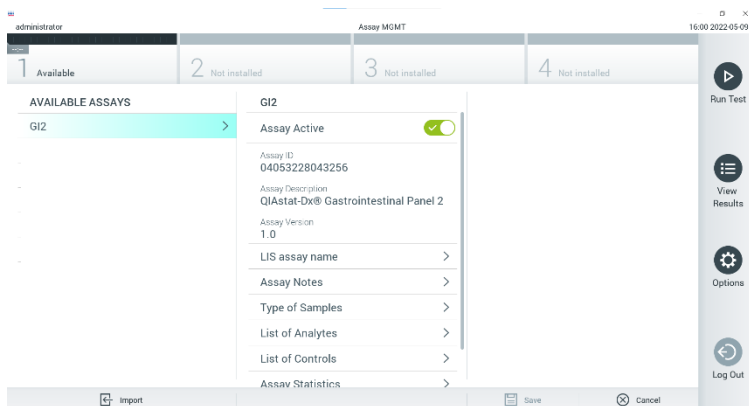 administrator Assay MGMT 16:00 2022-05-09
1 Available 2 Not installed 3 Not installed 4 Not installed
Run Test
AVAILABLE ASSAYS
GI2
GI2
Assay Active
Assay ID
04053228043256
Assay Description
QIAstat-Dx® Gastrointestinal Panel 2
Assay Version
1.0
LIS assay name
Assay Notes
Type of Samples
List of Analytes
List of Controls
Assay Statistics
View
Results
Options
Log Out
Import Save Cancel